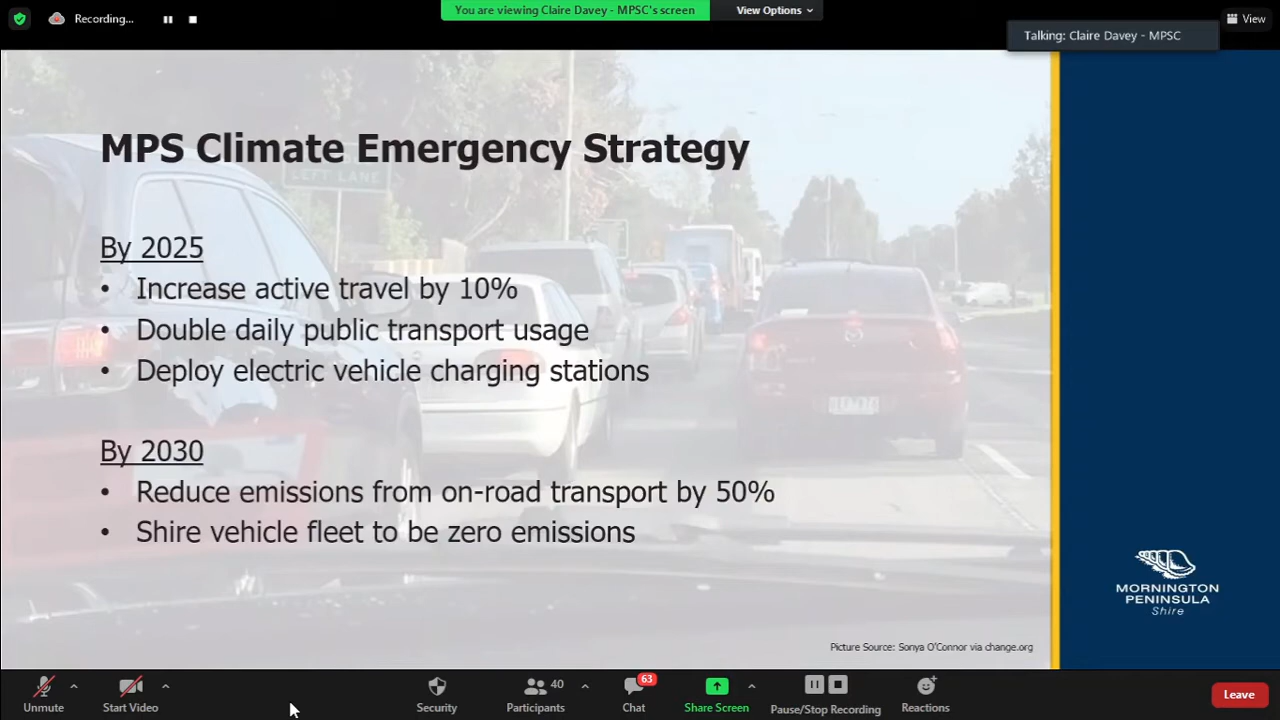 Recording...
You are viewing Claire Davey - MPSC's screen
View Options
View
Talking: Claire Davey - MPSC
LEFT LANE
MPS Climate Emergency Strategy
By 2025
• Increase active travel by 10%
• Double daily public transport usage
• Deploy electric vehicle charging stations
By 2030
• Reduce emissions from on-road transport by 50%
• Shire vehicle fleet to be zero emissions
MORNINGTON
PENINSULA
Shire
Picture Source: Sonya O'Connor via change.org
Unmute
Start Video
Security
40
Participants
63
Chat
Share Screen
Pause/Stop Recording
Reactions
Leave